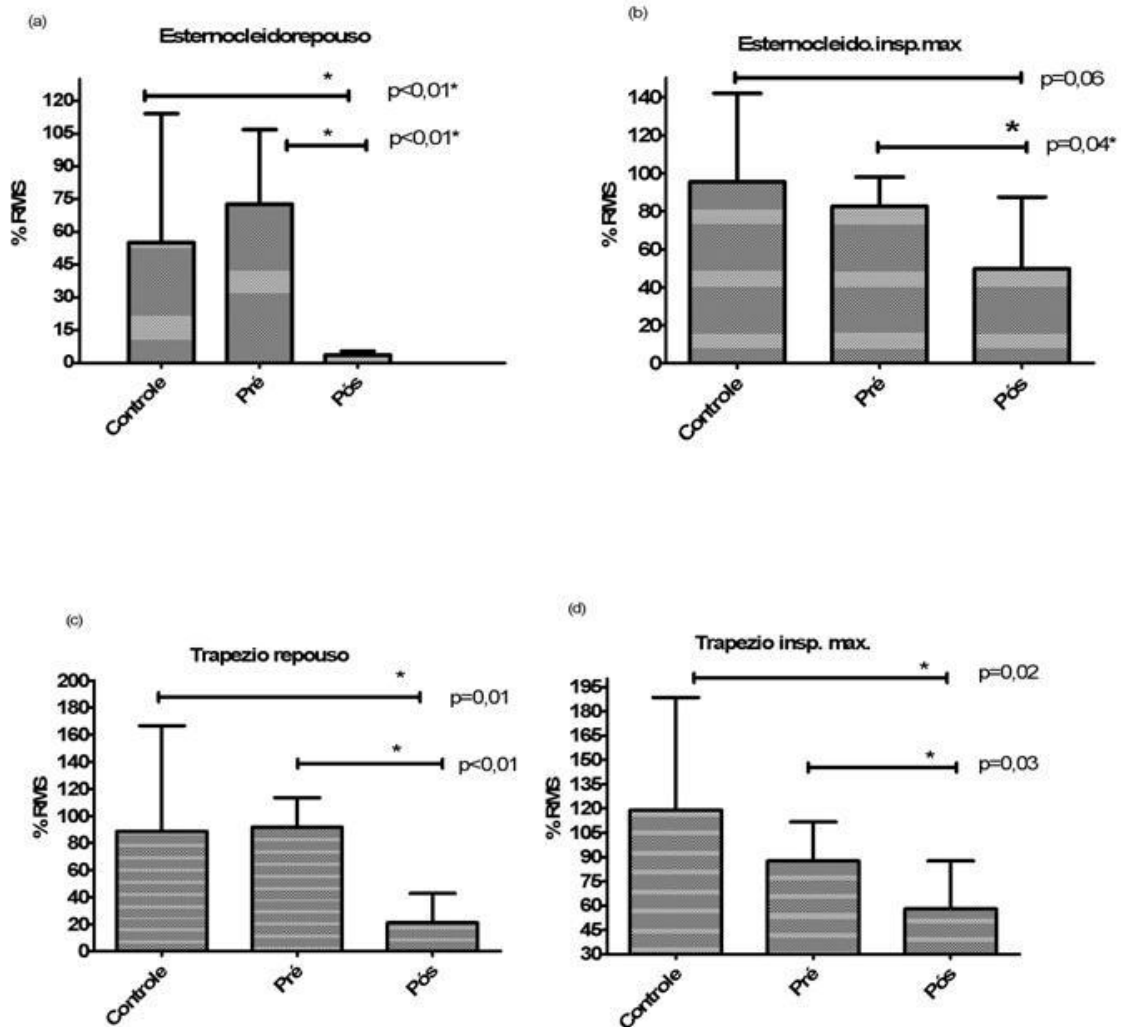 (a)
Esternocleidorepouso
p<0,01*
*
p<0,01*
*
% RMS
120
105
90
75
60
45
30
15
0
Controle
Pré
Pós
(b)
Esternocleido.insp.max
p=0,06
*
p=0,04*
% RMS
140
120
100
80
60
40
20
0
Controle
Pré
Pós
(c)
Trapezio repouso
*
p=0,01
*
p<0,01
% RMS
200
180
160
140
120
100
80
60
40
20
0
Controle
Pré
Pós
(d)
Trapezio insp. max.
*
p=0,02
*
p=0,03
% RMS
195
180
165
150
135
120
105
90
75
60
45
30
Controle
Pré
Pós